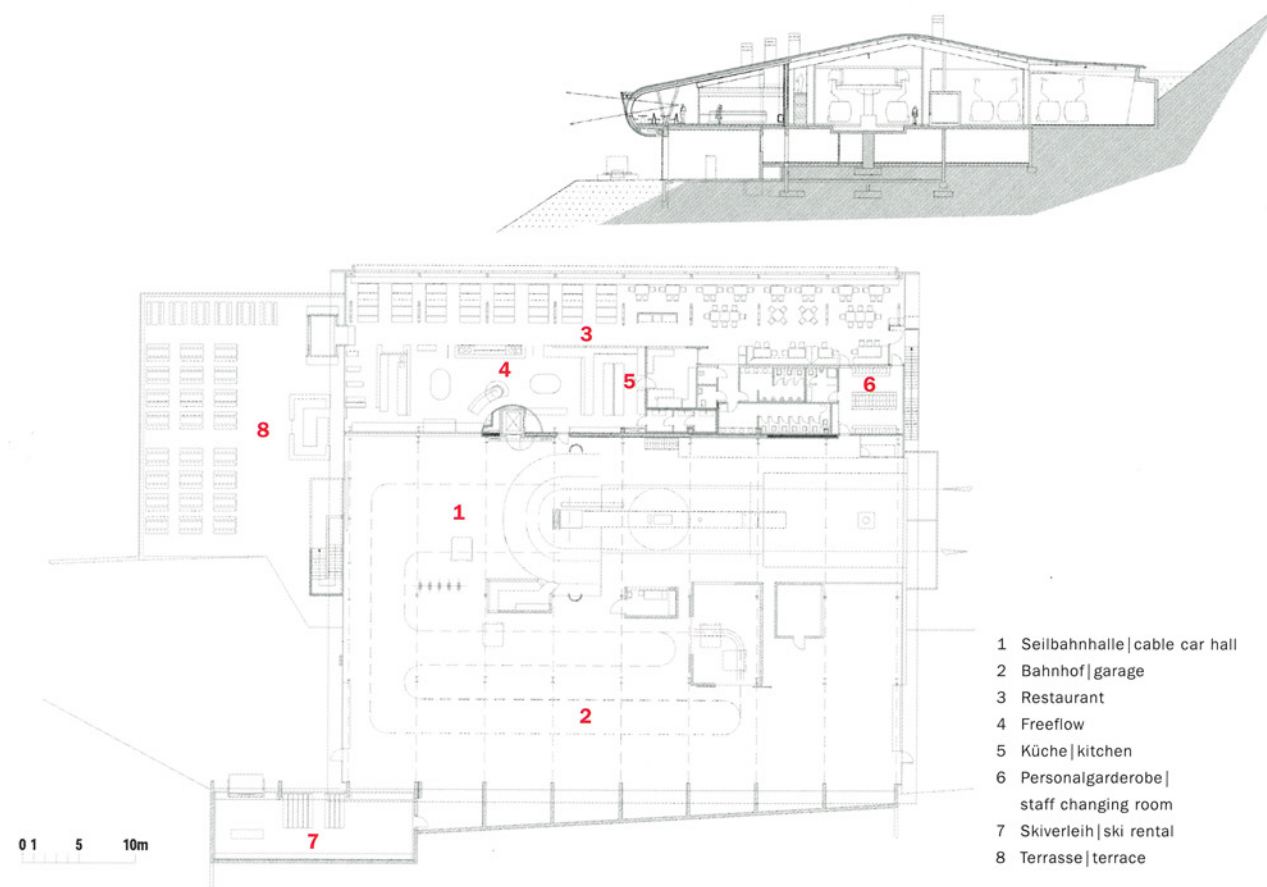 3
4
5
6
8
1
2
7
0 1 5 10m
1 Seilbahnhalle|cable car hall
2 Bahnhof|garage
3 Restaurant
4 Freeflow
5 Küche|kitchen
6 Personalgarderobe|
staff changing room
7 Skiverleih|ski rental
8 Terrasse|terrace